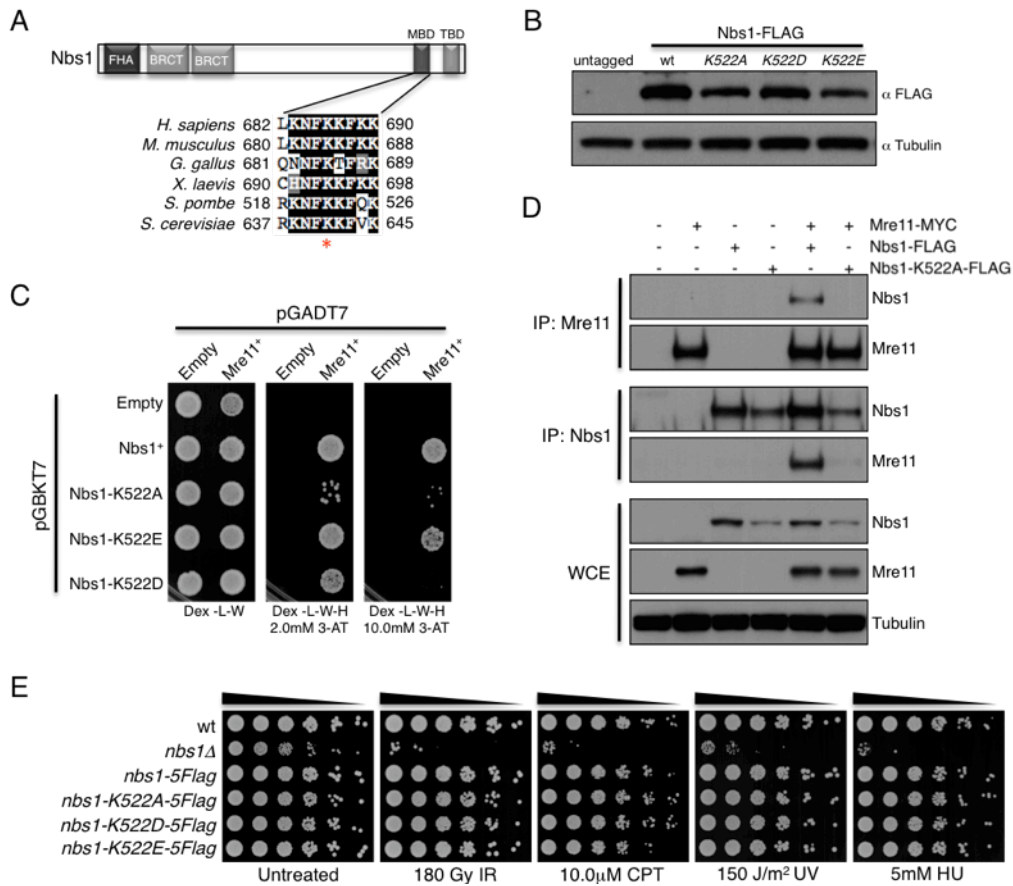 A
Nbs1
FHA
BRCT
BRCT
MBD TBD
H. sapiens 682 LKNFKKFKK 690
M. musculus 680 LKNFKKFKK 688
G. gallus 681 QNNFKTFRK 689
X. laevis 690 CHNFKKFKK 698
S. pombe 518 RKNFKKFQK 526
S. cerevisiae 637 RKNFKKFVK 645
*
B
Nbs1-FLAG
untagged wt K522A K522D K522E
α FLAG
α Tubulin
C
pGADT7
Empty Mre11+ Empty Mre11+ Empty Mre11+
pGBKT7
Empty
Nbs1+
Nbs1-K522A
Nbs1-K522E
Nbs1-K522D
Dex -L-W
Dex -L-W-H
2.0mM 3-AT
Dex -L-W-H
10.0mM 3-AT
D
- + - - + + Mre11-MYC
- - + - + - Nbs1-FLAG
- - - + - + Nbs1-K522A-FLAG
IP: Mre11
Nbs1
Mre11
IP: Nbs1
Nbs1
Mre11
WCE
Nbs1
Mre11
Tubulin
E
wt
nbs1Δ
nbs1-5Flag
nbs1-K522A-5Flag
nbs1-K522D-5Flag
nbs1-K522E-5Flag
Untreated
180 Gy IR
10.0μM CPT
150 J/m² UV
5mM HU